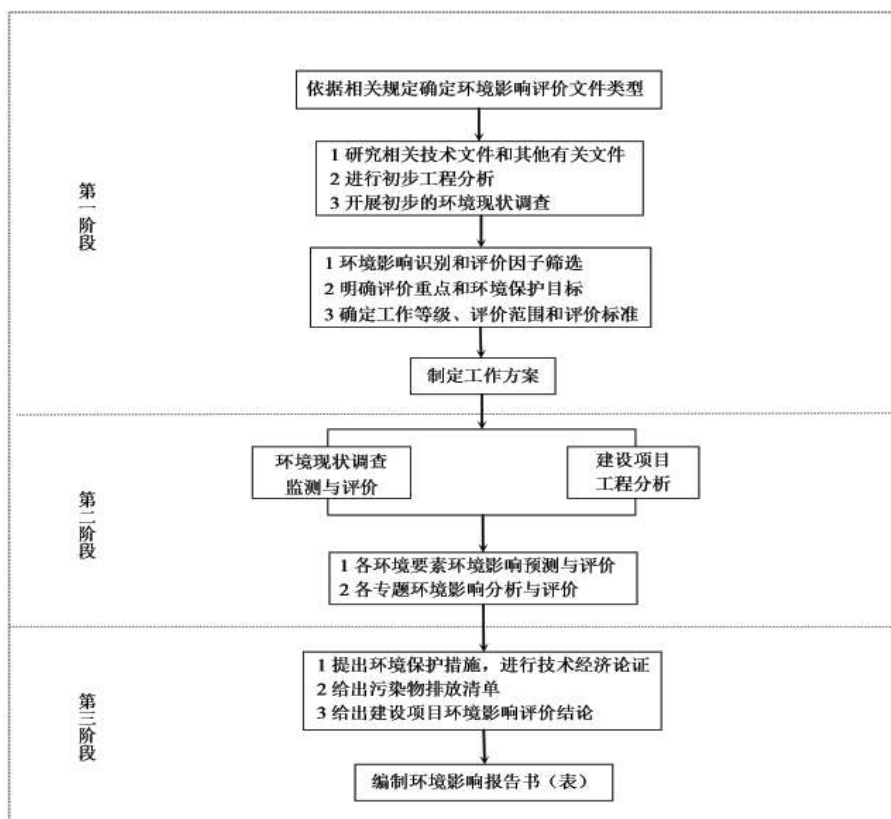 依据相关规定确定环境影响评价文件类型
1 研究相关技术文件和其他有关文件
2 进行初步工程分析
3 开展初步的环境现状调查
第一阶段
1 环境影响识别和评价因子筛选
2 明确评价重点和环境保护目标
3 确定工作等级、评价范围和评价标准
制定工作方案
环境现状调查
监测与评价
建设项目
工程分析
第二阶段
1 各环境要素环境影响预测与评价
2 各专题环境影响分析与评价
1 提出环境保护措施，进行技术经济论证
2 给出污染物排放清单
3 给出建设项目环境影响评价结论
第三阶段
编制环境影响报告书（表）